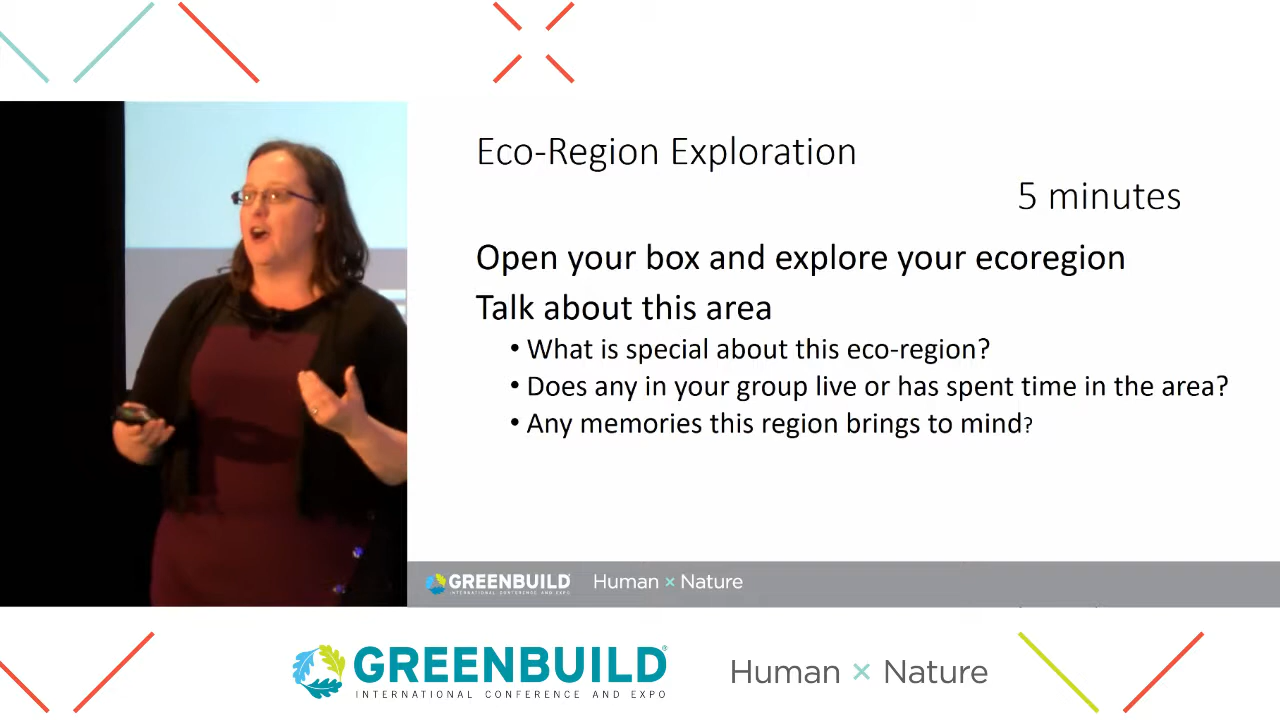 Eco-Region Exploration
5 minutes
Open your box and explore your ecoregion
Talk about this area
• What is special about this eco-region?
• Does any in your group live or has spent time in the area?
• Any memories this region brings to mind?
GREENBUILD
INTERNATIONAL CONFERENCE AND EXPO
Human × Nature
GREENBUILD®
INTERNATIONAL CONFERENCE AND EXPO
Human × Nature